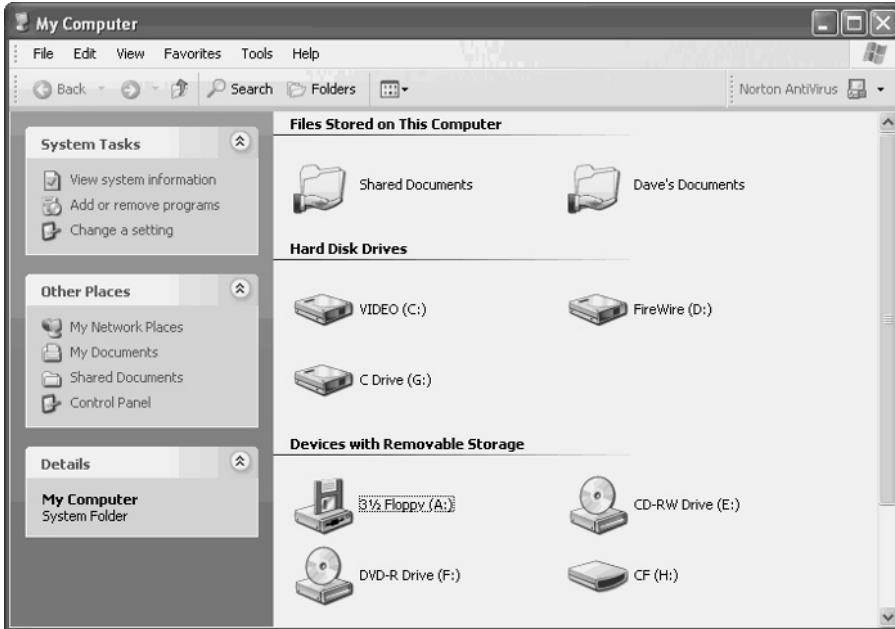 My Computer
File Edit View Favorites Tools Help
Back Search Folders Norton AntiVirus
System Tasks
View system information
Add or remove programs
Change a setting
Other Places
My Network Places
My Documents
Shared Documents
Control Panel
Details
My Computer
System Folder
Files Stored on This Computer
Shared Documents Dave's Documents
Hard Disk Drives
VIDEO (C:) FireWire (D:)
C Drive (G:)
Devices with Removable Storage
3½ Floppy (A:) CD-RW Drive (E:)
DVD-R Drive (F:) CF (H:)